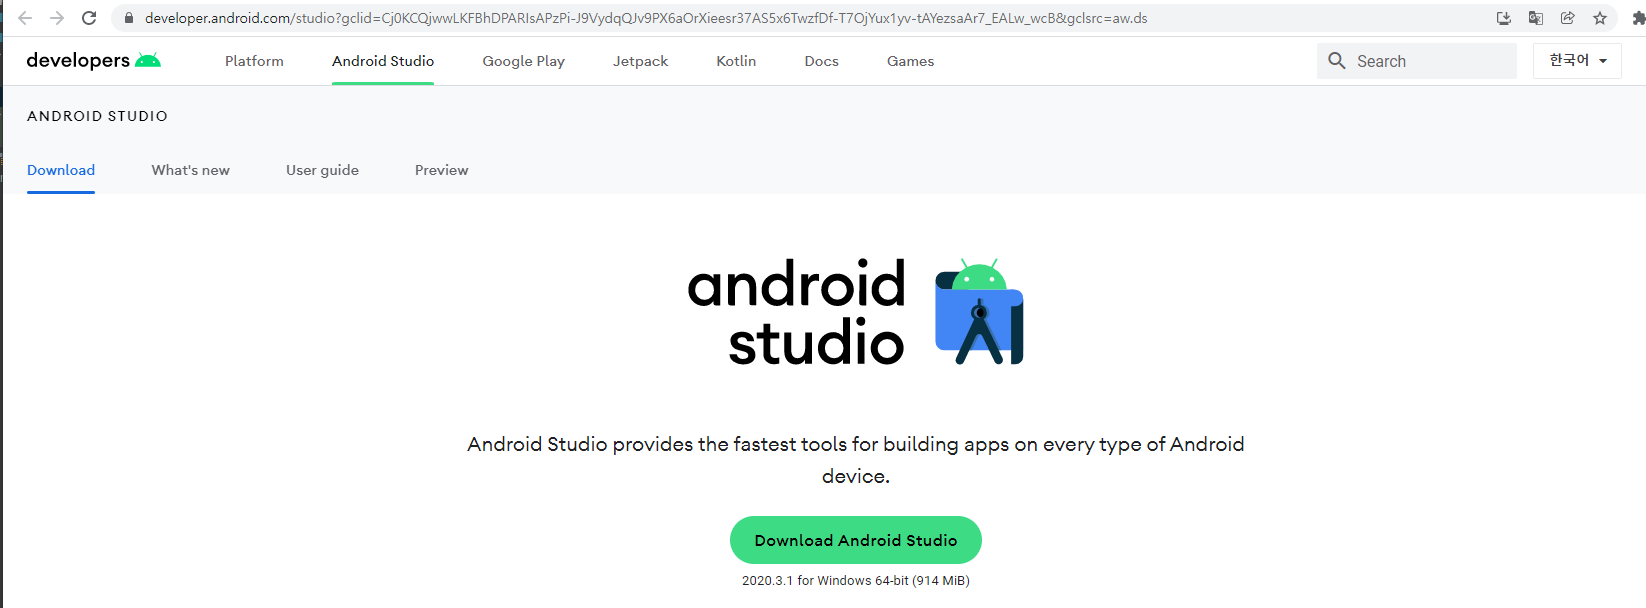 developer.android.com/studio?gclid=Cj0KCQjwwLKFBhDPARIsAPzPi-J9VydqQJv9PX6aOrXieesr37AS5x6TwzfDf-T7OjYux1yv-tAYezsaAr7_EALw_wcB&gclsrc=aw.ds
developers Platform Android Studio Google Play Jetpack Kotlin Docs Games Search 한국어
ANDROID STUDIO
Download What's new User guide Preview
android
studio
Android Studio provides the fastest tools for building apps on every type of Android
device.
Download Android Studio
2020.3.1 for Windows 64-bit (914 MiB)